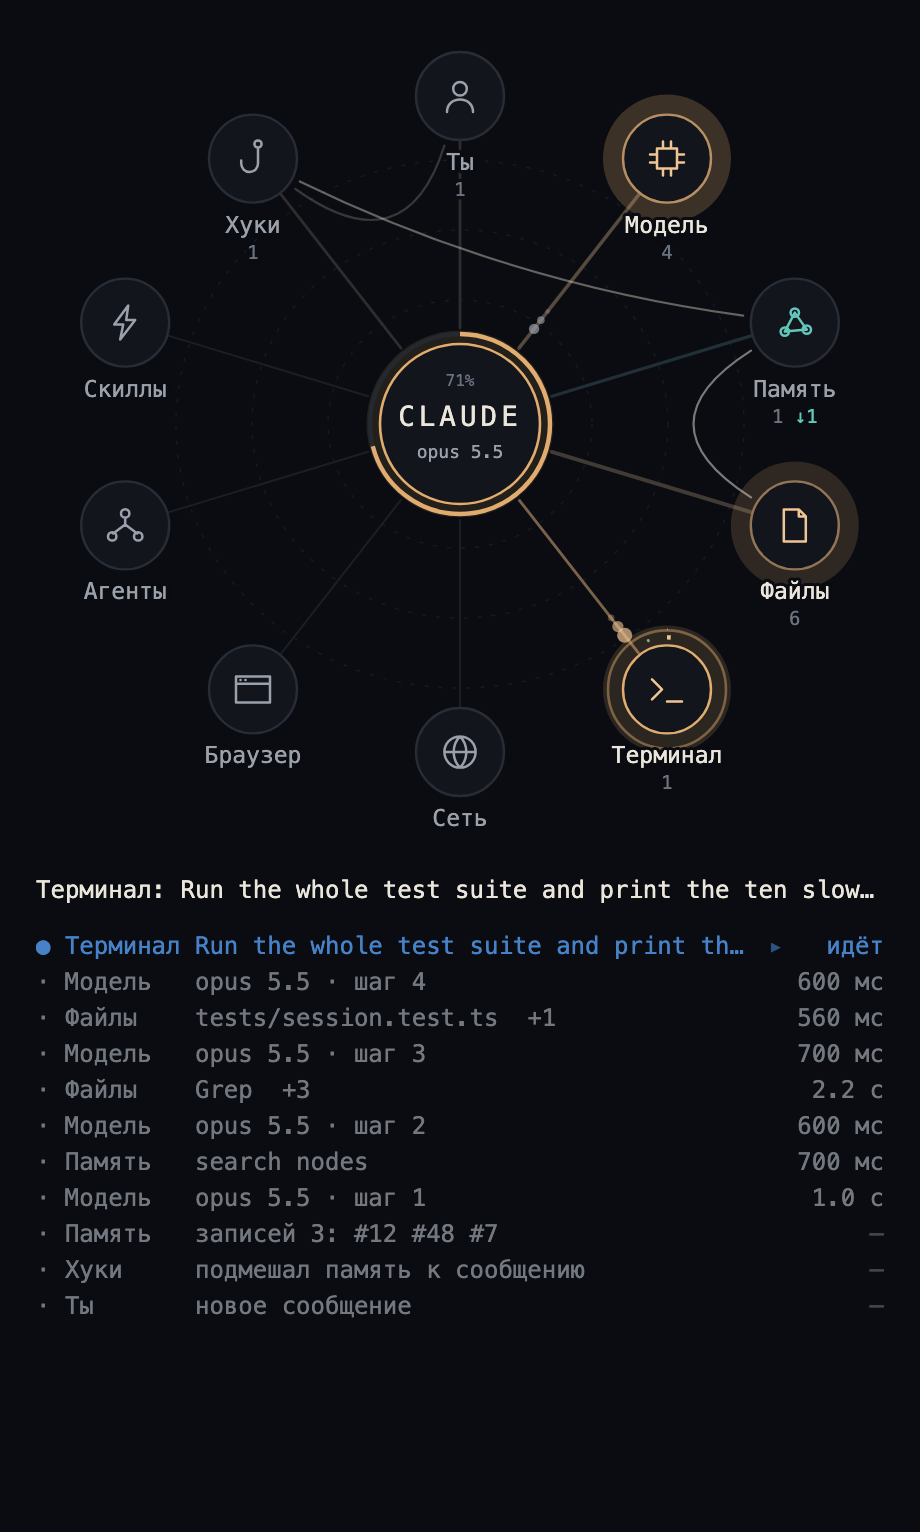 Ты
1
Хуки
1
Модель
4
Скиллы
Память
1 ↓1
71%
CLAUDE
opus 5.5
Агенты
Файлы
6
Браузер
Терминал
1
Сеть
Терминал: Run the whole test suite and print the ten slow…
● Терминал Run the whole test suite and print th… ▸ идёт
· Модель opus 5.5 · шаг 4 600 мс
· Файлы tests/session.test.ts +1 560 мс
· Модель opus 5.5 · шаг 3 700 мс
· Файлы Grep +3 2.2 с
· Модель opus 5.5 · шаг 2 600 мс
· Память search nodes 700 мс
· Модель opus 5.5 · шаг 1 1.0 с
· Память записей 3: #12 #48 #7 —
· Хуки подмешал память к сообщению —
· Ты новое сообщение —